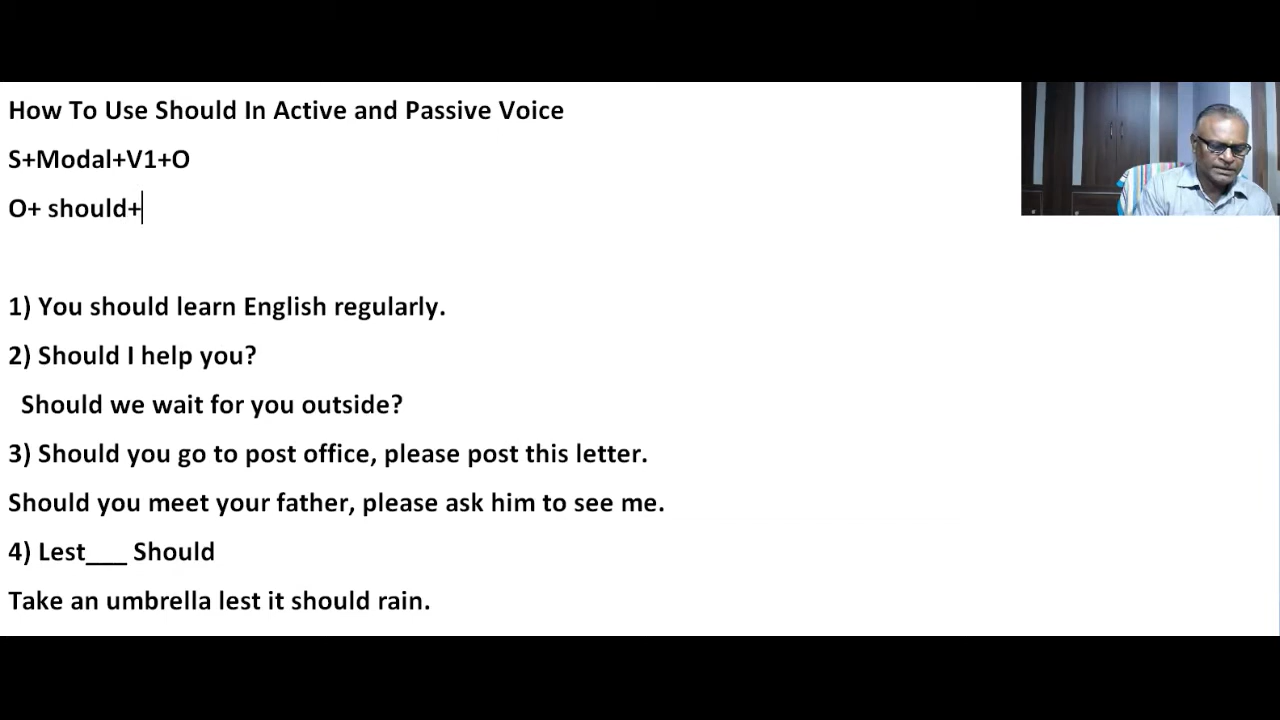 How To Use Should In Active and Passive Voice
S+Modal+V1+O
O+ should+
1) You should learn English regularly.
2) Should I help you?
Should we wait for you outside?
3) Should you go to post office, please post this letter.
Should you meet your father, please ask him to see me.
4) Lest___ Should
Take an umbrella lest it should rain.